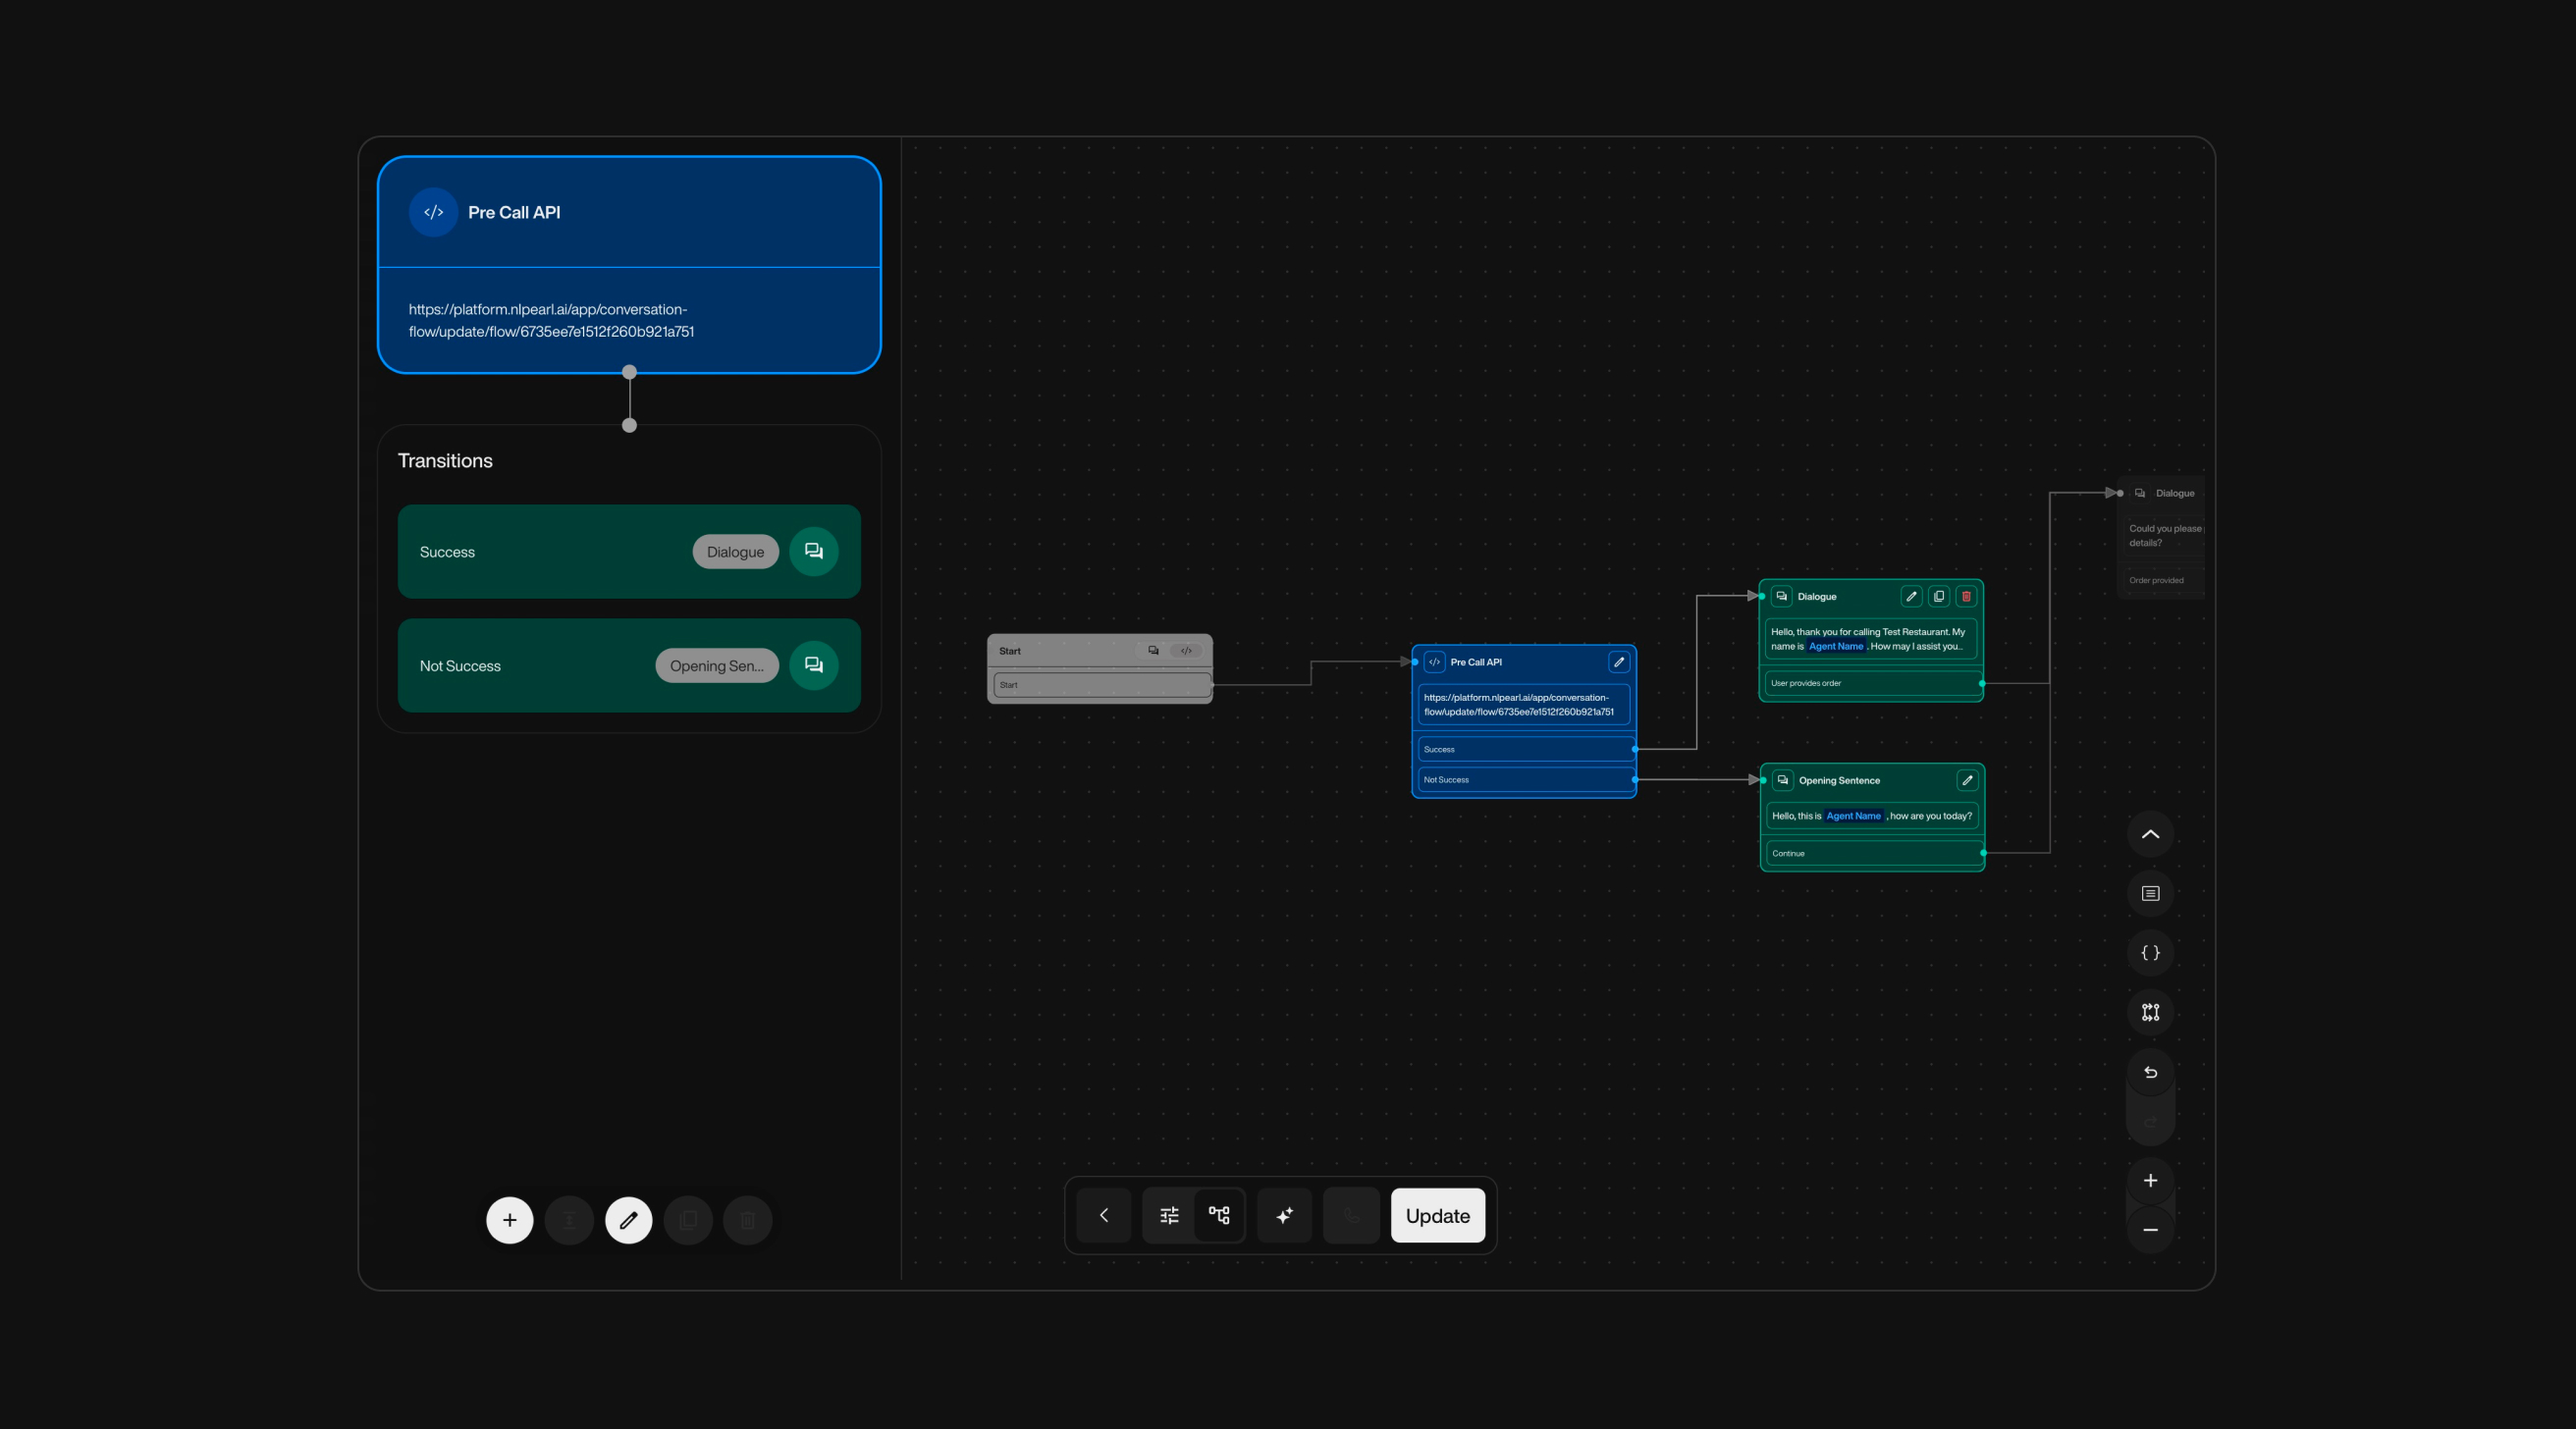 Pre Call API
https://platform.nlpearl.ai/app/conversation-
flow/update/flow/6735ee7e1512f260b921a751
Transitions
Success
Dialogue
Not Success
Opening Sen...
Start
Start
Pre Call API
https://platform.nlpearl.ai/app/conversation-
flow/update/flow/6735ee7e1512f260b921a751
Success
Not Success
Dialogue
Hello, thank you for calling Test Restaurant. My
name is Agent Name . How may I assist you...
User provides order
Opening Sentence
Hello, this is Agent Name , how are you today?
Continue
Dialogue
Could you please
details?
Order provided
Update